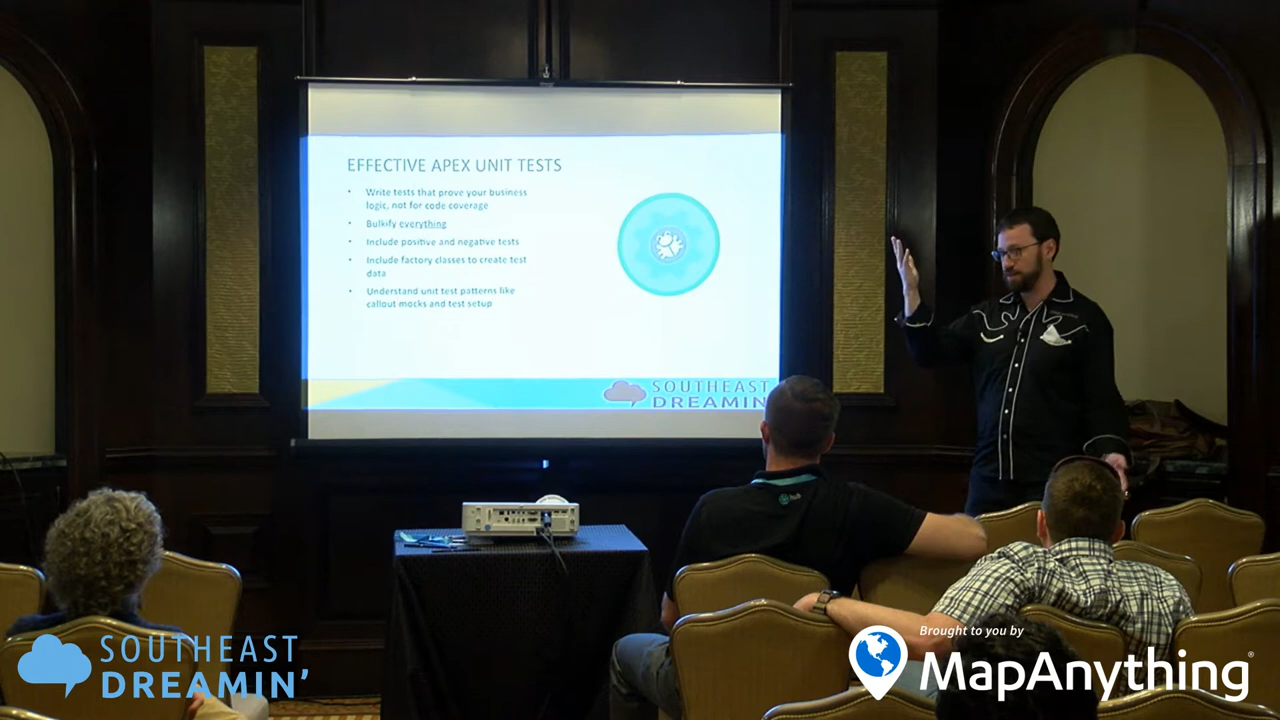 EFFECTIVE APEX UNIT TESTS
• Write tests that prove your business
logic, not for code coverage
• Bulkify everything
• Include positive and negative tests
• Include factory classes to create test
data
• Understand unit test patterns like
callout mocks and test setup
SOUTHEAST
DREAMIN
SOUTHEAST
DREAMIN'
Brought to you by
MapAnything®